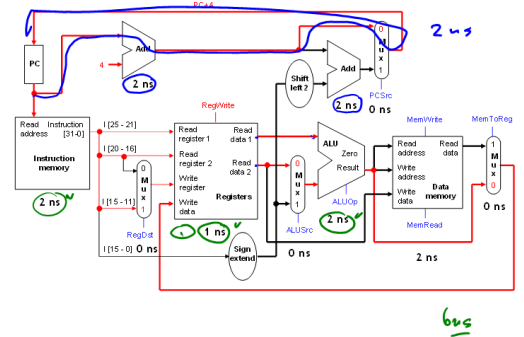 PC+4
2 ns
PC
Add
4
2 ns
Shift
left 2
Add
2 ns
0
M
u
x
1
PCSrc
0 ns
Read
address
Instruction
[31-0]
Instruction
memory
2 ns
I [25 - 21]
I [20 - 16]
I [15 - 11]
I [15 - 0]
0
M
u
x
1
RegDst
0 ns
RegWrite
Read
register 1
Read
data 1
Read
register 2
Read
data 2
Write
register
Write
data
Registers
1 ns
Sign
extend
0
M
u
x
1
ALUSrc
0 ns
ALU
Zero
Result
ALUOp
2 ns
MemWrite
Read
address
Read
data
Write
address
Write
data
Data
memory
MemRead
2 ns
MemToReg
1
M
u
x
0
0 ns
6ns